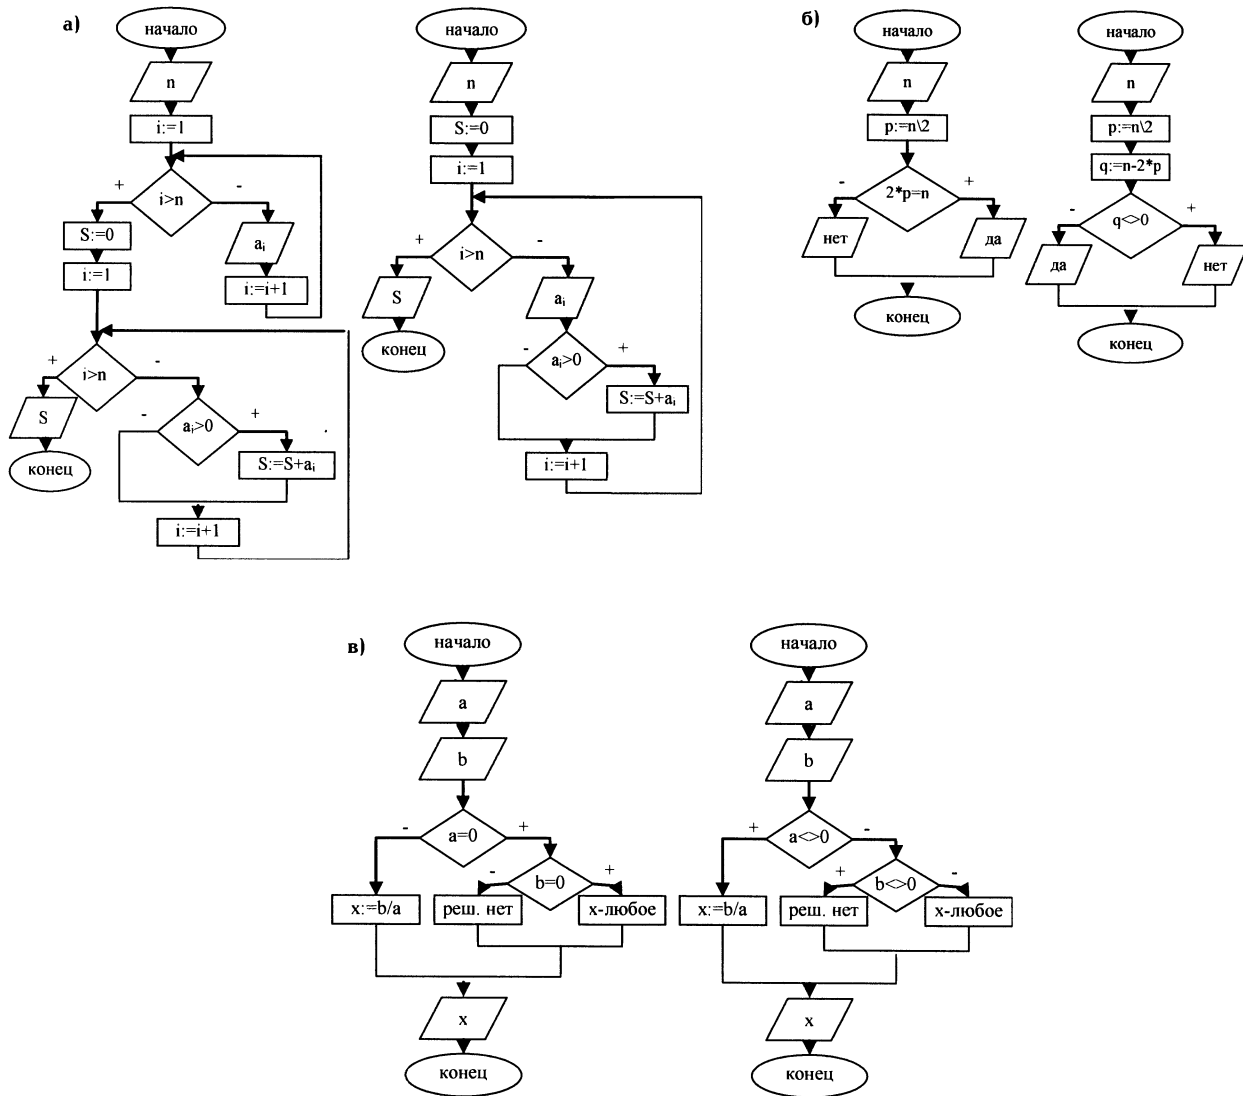 а)
начало
n
i:=1
i>n
+
-
S:=0
i:=1
aᵢ
i:=i+1
i>n
+
-
S
конец
aᵢ>0
-
+
S:=S+aᵢ
i:=i+1
начало
n
S:=0
i:=1
i>n
+
-
S
конец
aᵢ
aᵢ>0
-
+
S:=S+aᵢ
i:=i+1
б)
начало
n
p:=n\2
2*p=n
-
+
нет
да
конец
начало
n
p:=n\2
q:=n-2*p
q<>0
-
+
да
нет
конец
в)
начало
a
b
a=0
-
+
b=0
-
+
x:=b/a
реш. нет
х-любое
x
конец
начало
a
b
a<>0
+
-
b<>0
+
-
x:=b/a
реш. нет
х-любое
x
конец